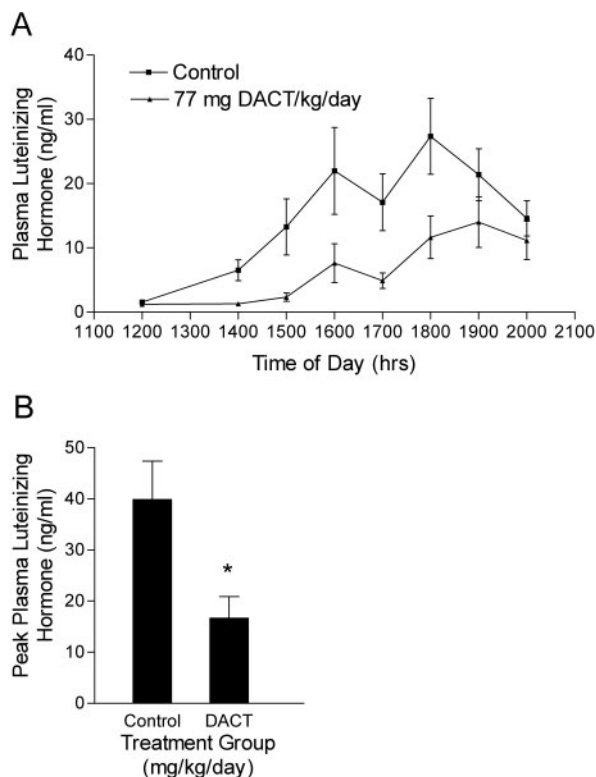 A
Control
77 mg DACT/kg/day
Plasma Luteinizing
Hormone (ng/ml)
40
30
20
10
0
1100 1200 1300 1400 1500 1600 1700 1800 1900 2000 2100
Time of Day (hrs)
B
Peak Plasma Luteinizing
Hormone (ng/ml)
50
40
30
20
10
0
*
Control DACT
Treatment Group
(mg/kg/day)